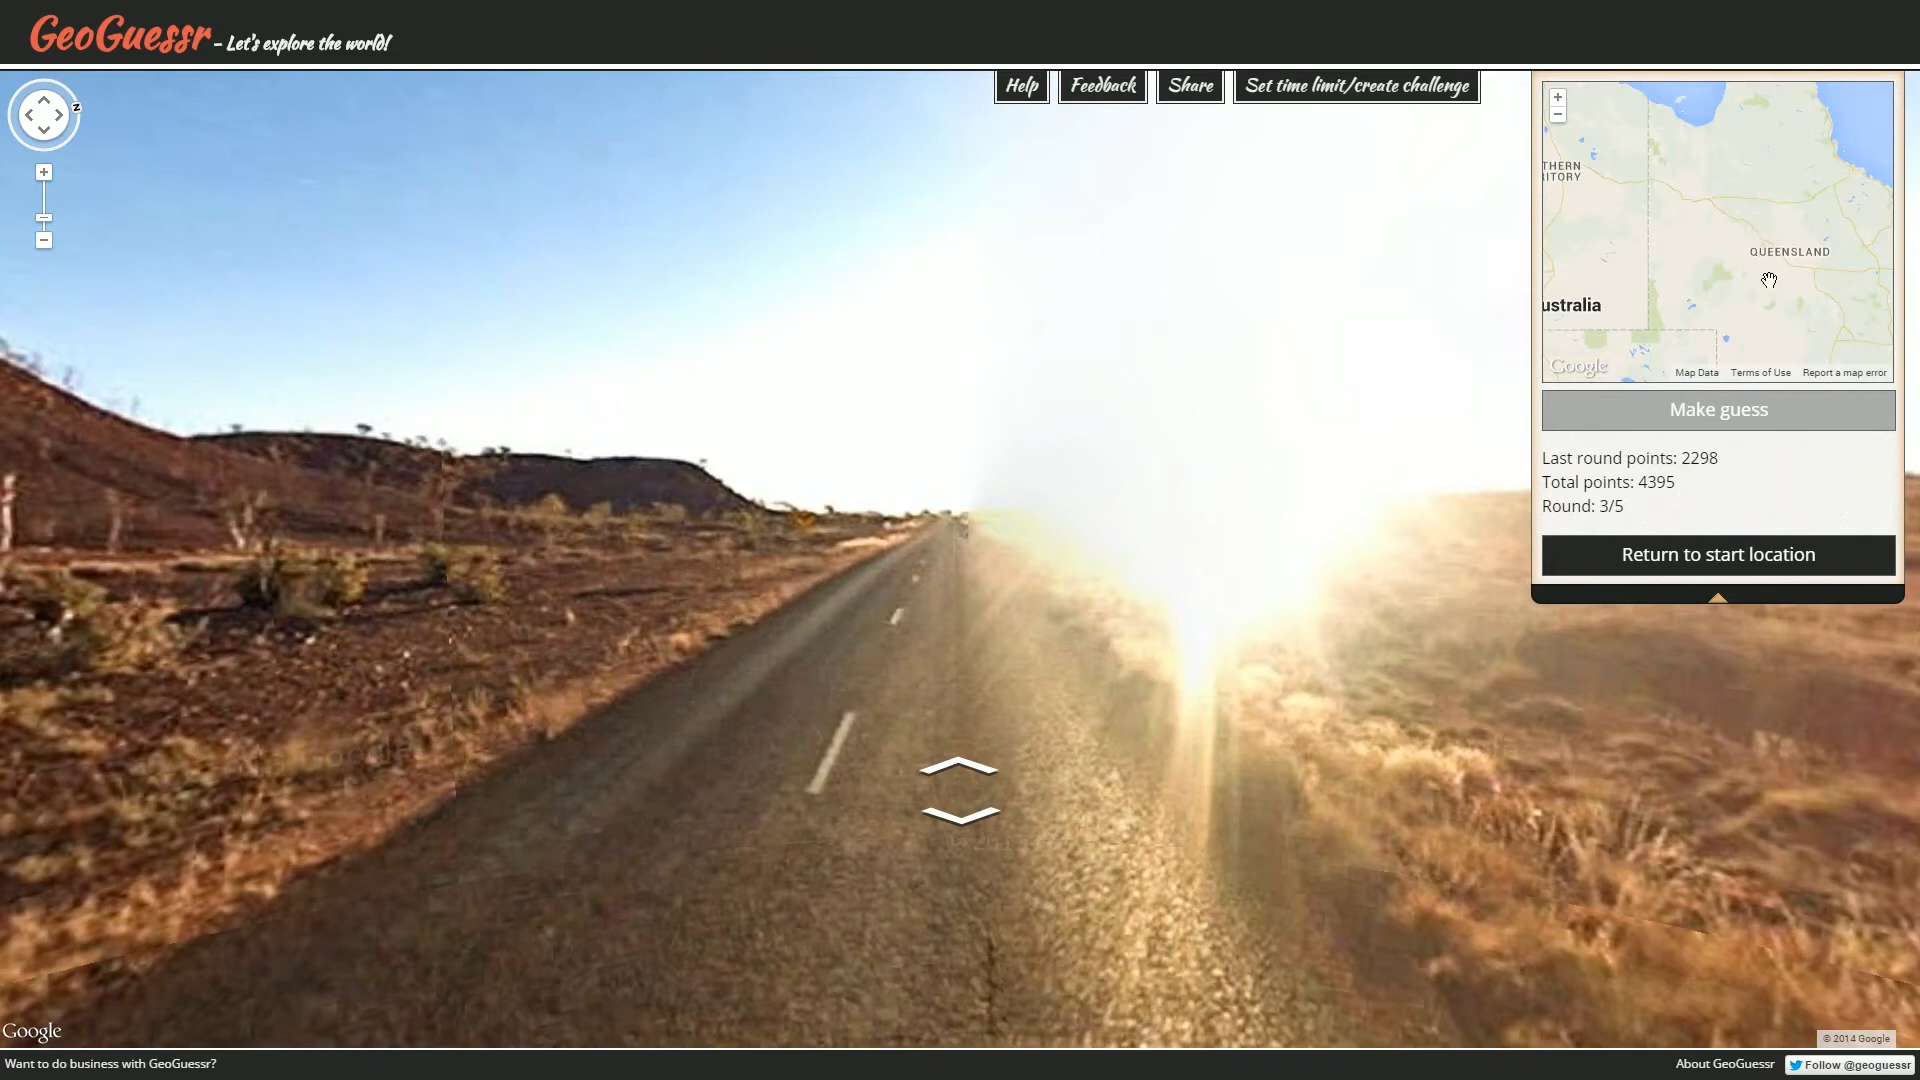 GeoGuessr - Let's explore the world!
Help
Feedback
Share
Set time limit/create challenge
N
THERN
RITORY
QUEENSLAND
ustralia
Google
Map Data
Terms of Use
Report a map error
Make guess
Last round points: 2298
Total points: 4395
Round: 3/5
Return to start location
Google
© 2014 Google
Want to do business with GeoGuessr?
About GeoGuessr
Follow @geoguessr